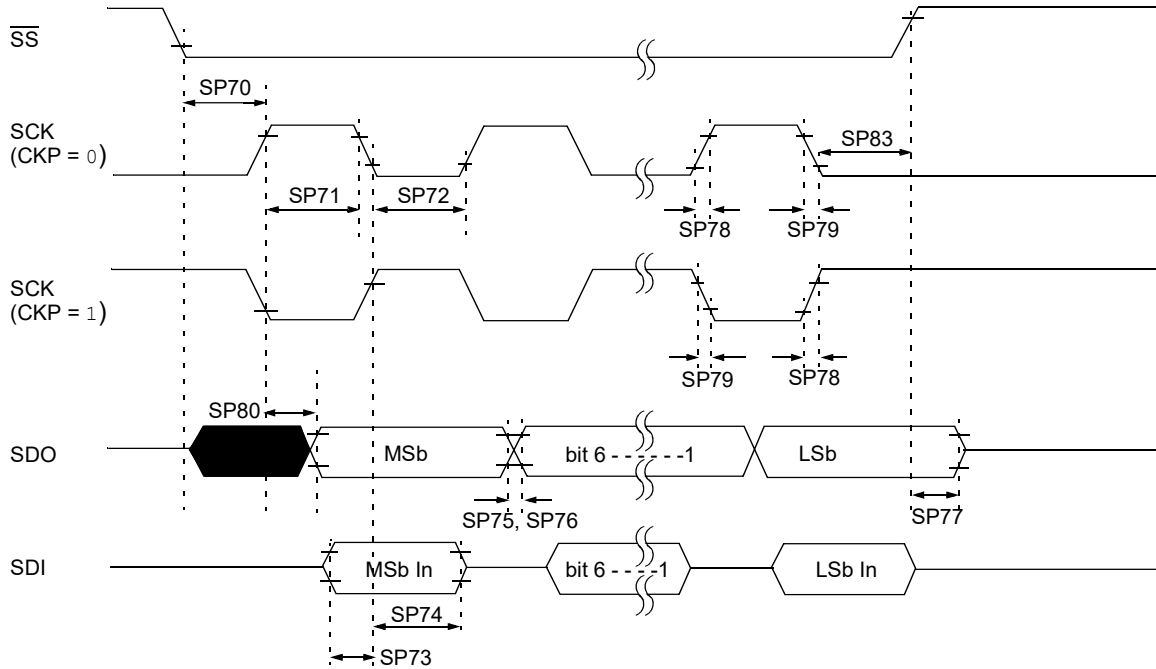 SS
SP70
SCK
(CKP = 0)
SP83
SP71
SP72
SP78
SP79
SCK
(CKP = 1)
SP79
SP78
SP80
SDO
MSb
bit 6 - - - - - -1
LSb
SP75, SP76
SP77
SDI
MSb In
bit 6 - - - - -1
LSb In
SP74
SP73